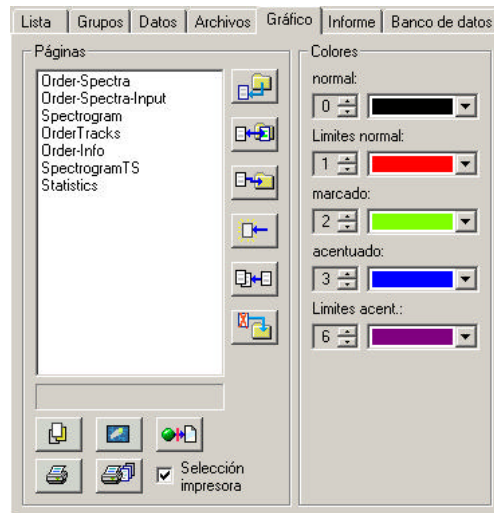 Lista Grupos Datos Archivos Gráfico Informe Banco de datos
Páginas
Order-Spectra
Order-Spectra-Input
Spectrogram
OrderTracks
Order-Info
SpectrogramTS
Statistics
Selección
impresora
Colores
normal:
0
Limites normal:
1
marcado:
2
acentuado:
3
Limites acent.:
6